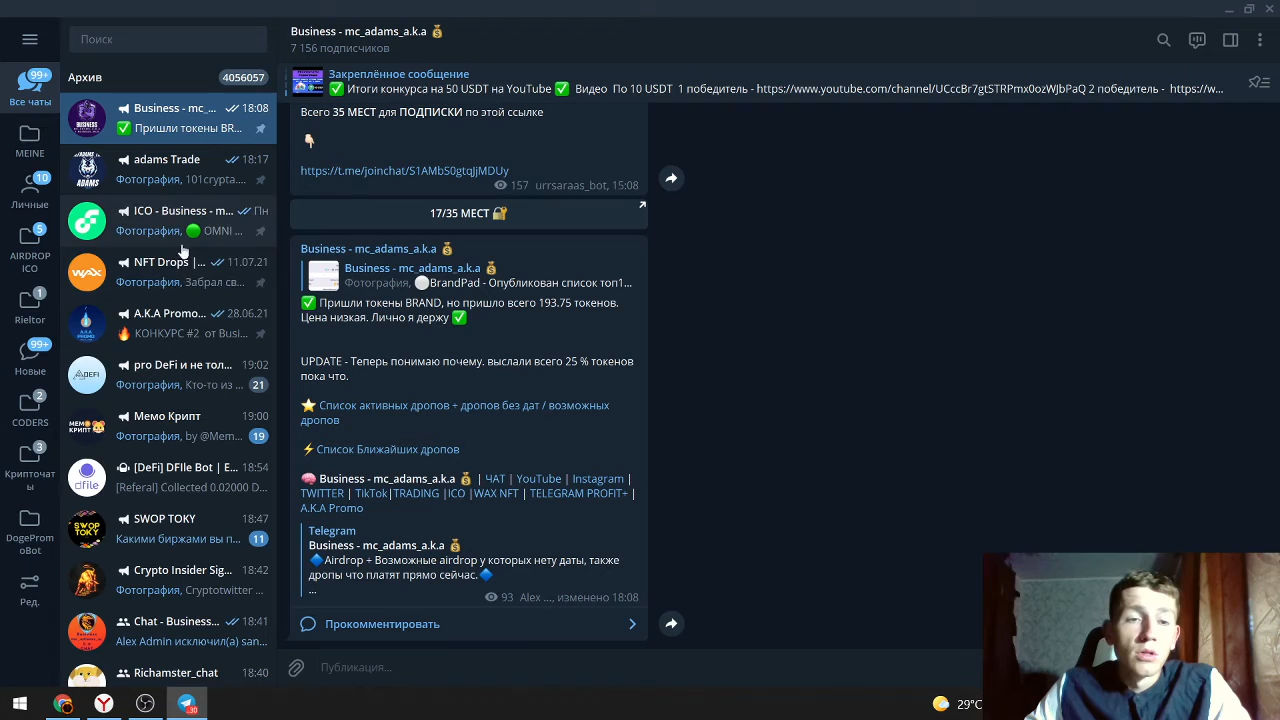 Поиск
Business - mc_adams_a.k.a 💰
7 156 подписчиков
99+
Все чаты
MEINE
10
Личные
5
AIRDROP
ICO
1
Rieltor
99+
Новые
2
CODERS
3
Крипточат
ы
DogeProm
oBot
Ред.
Архив
4056057
Business - mc_... 18:08
✅ Пришли токены BR...
adams Trade 18:17
Фотография, 101crypta....
ICO - Business - m... Пн
Фотография, 🟢 OMNI ...
NFT Drops |... 11.07.21
Фотография, Забрал св...
A.K.A Promo... 28.06.21
🔥 КОНКУРС #2 от Busi...
pro DeFi и не тол... 19:02
Фотография, Кто-то из ... 21
Мемо Крипт 19:00
Фотография, by @Mem... 19
[DeFi] DFIle Bot | E... 18:54
[Referal] Collected 0.02000 D...
SWOP TOKY 18:47
Какими биржами вы п... 11
Crypto Insider Sig... 18:42
Фотография, Cryptotwitter ...
Chat - Business... 18:41
Alex Admin исключил(а) san...
Richamster_chat 18:40
Закреплённое сообщение
✅ Итоги конкурса на 50 USDT на YouTube ✅ Видео По 10 USDT 1 победитель - https://www.youtube.com/channel/UCccBr7gtSTRPmx0ozWJbPaQ 2 победитель - https://w...
Всего 35 МЕСТ для ПОДПИСКИ по этой ссылке
👇🏻
https://t.me/joinchat/S1AMbS0gtqJjMDUy
157 urrsaraas_bot, 15:08
17/35 МЕСТ 🔐
Business - mc_adams_a.k.a 💰
Business - mc_adams_a.k.a 💰
Фотография, ⚪BrandPad - Опубликован список топ1...
✅ Пришли токены BRAND, но пришло всего 193.75 токенов.
Цена низкая. Лично я держу ✅
UPDATE - Теперь понимаю почему. выслали всего 25 % токенов
пока что.
⭐ Список активных дропов + дропов без дат / возможных
дропов
⚡Список Ближайших дропов
🧠 Business - mc_adams_a.k.a 💰 | ЧАТ | YouTube | Instagram |
TWITTER | TikTok|TRADING |ICO |WAX NFT | TELEGRAM PROFIT+ |
A.K.A Promo
Telegram
Business - mc_adams_a.k.a 💰
🔷Airdrop + Возможные airdrop у которых нету даты, также
дропы что платят прямо сейчас.🔷
...
93 Alex ..., изменено 18:08
Прокомментировать
Публикация...
29°C